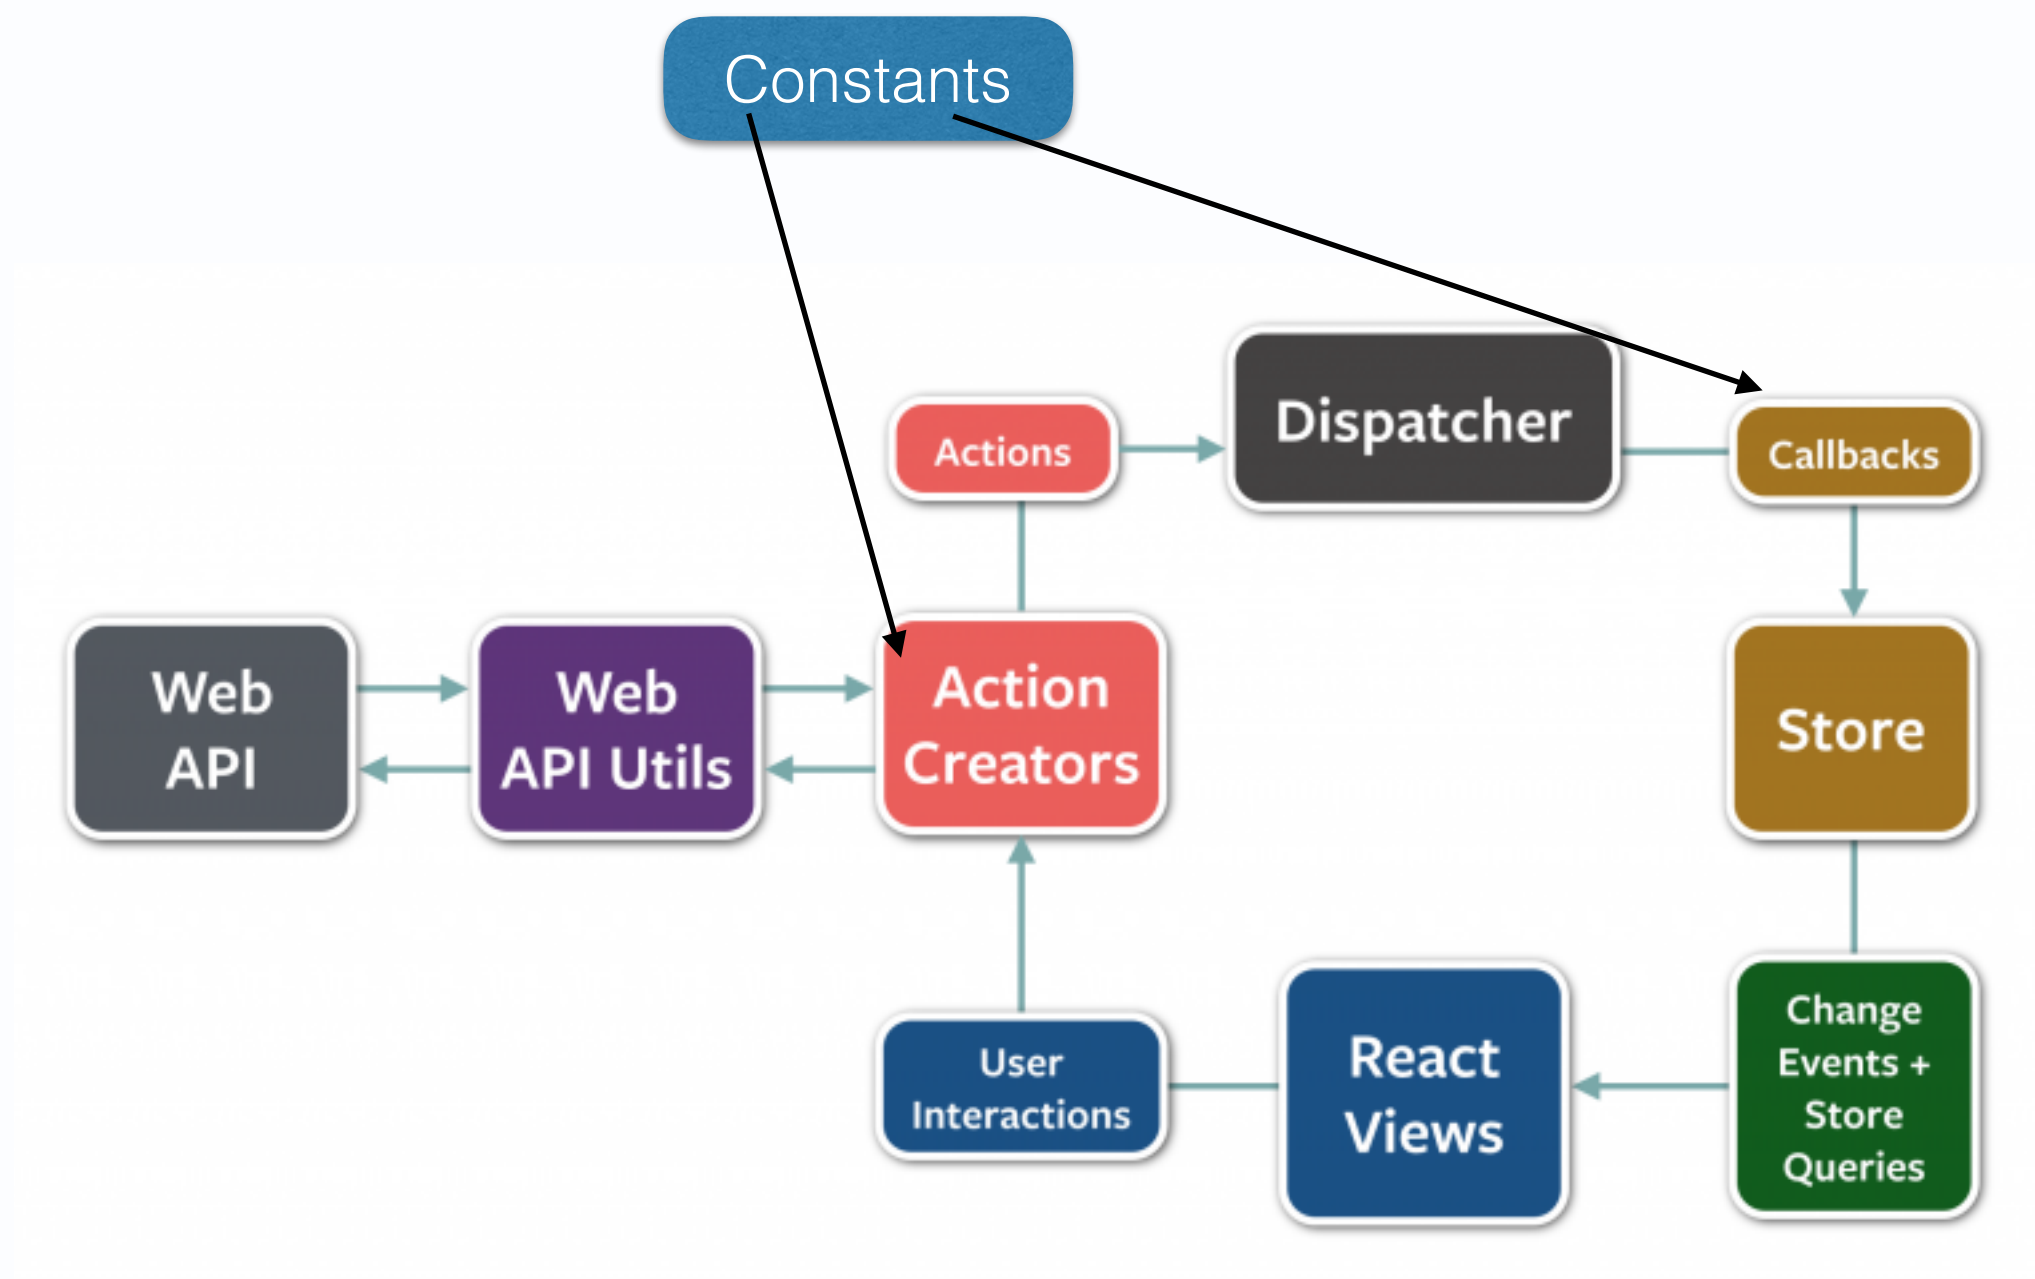 Constants
Actions
Dispatcher
Callbacks
Web
API
Web
API Utils
Action
Creators
Store
User
Interactions
React
Views
Change
Events +
Store
Queries